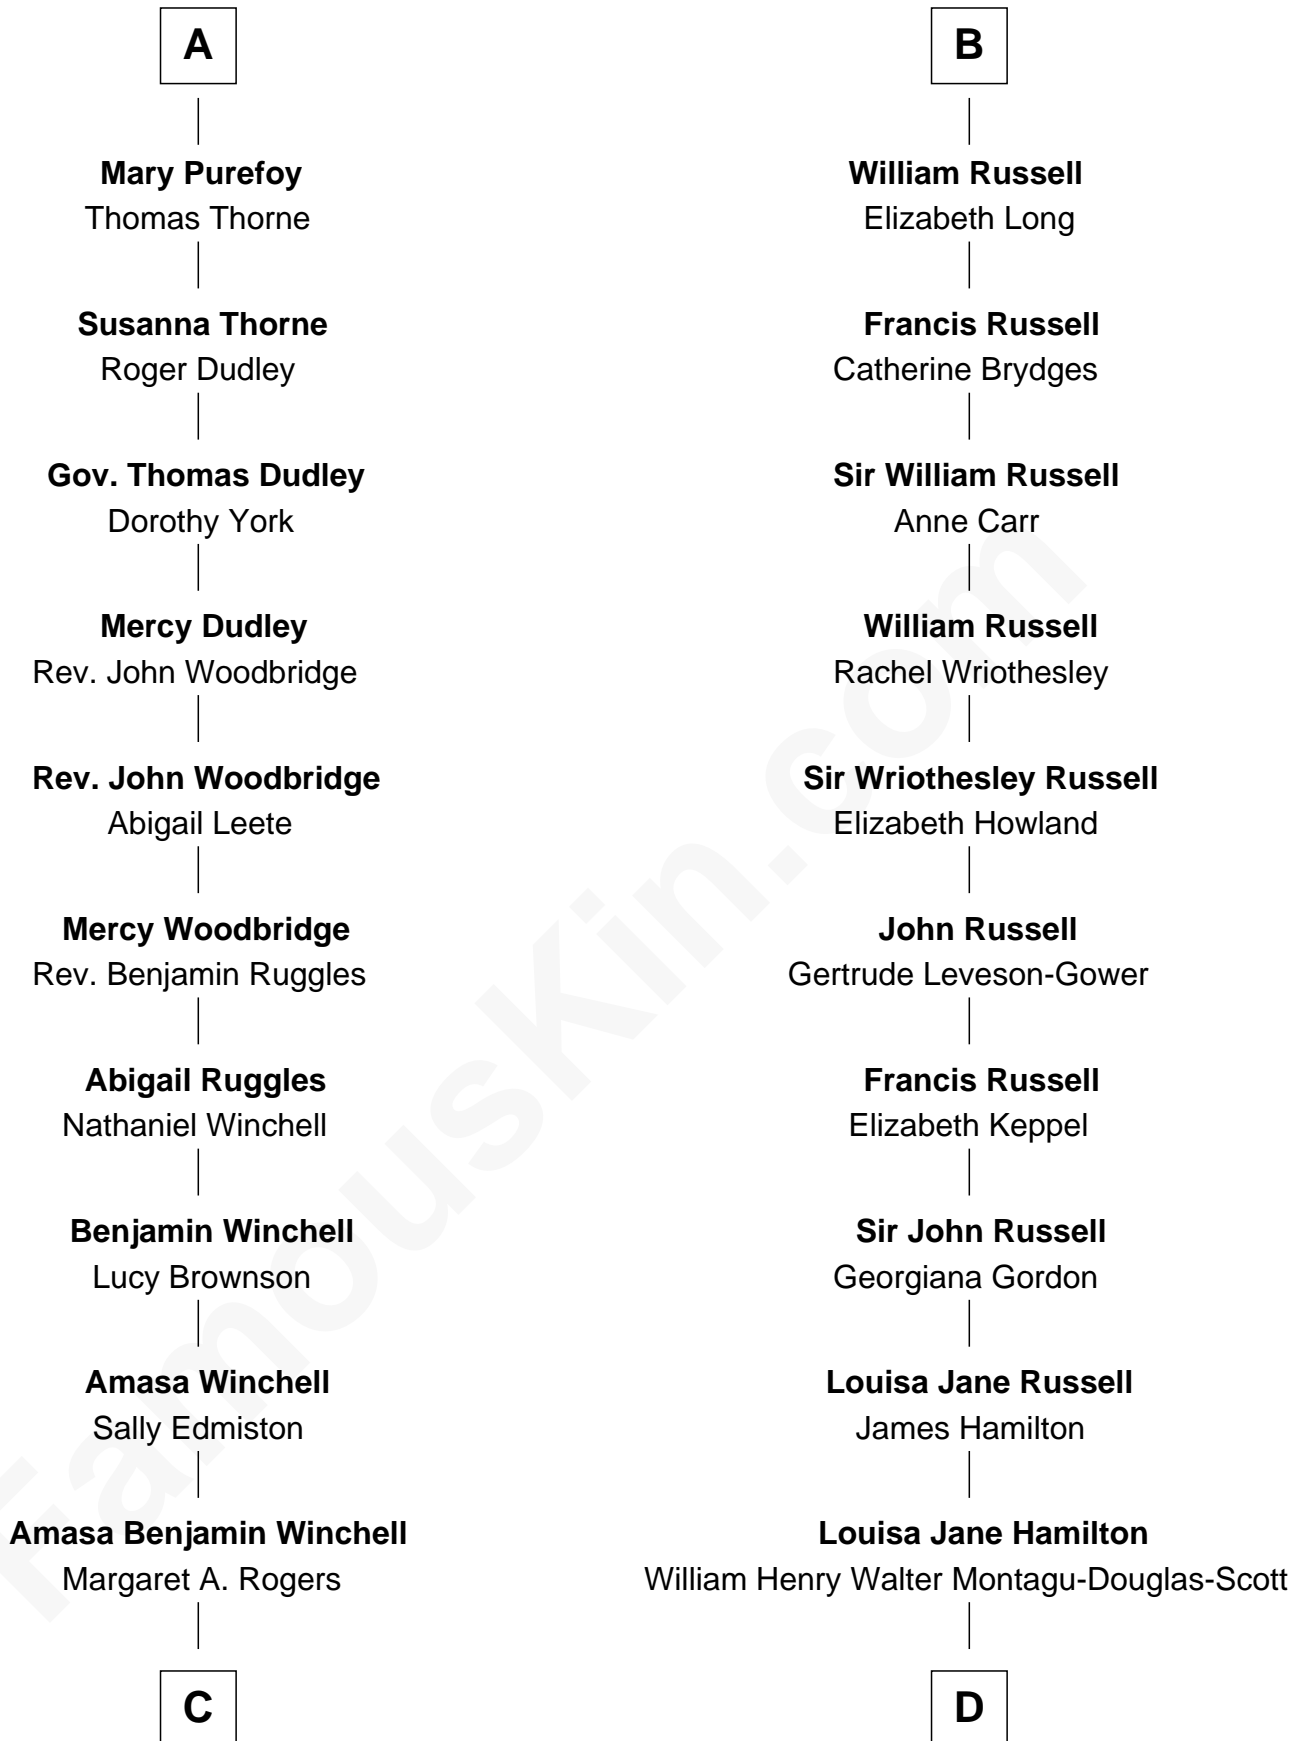 A
Mary Purefoy
Thomas Thorne
Susanna Thorne
Roger Dudley
Gov. Thomas Dudley
Dorothy York
Mercy Dudley
Rev. John Woodbridge
Rev. John Woodbridge
Abigail Leete
Mercy Woodbridge
Rev. Benjamin Ruggles
Abigail Ruggles
Nathaniel Winchell
Benjamin Winchell
Lucy Brownson
Amasa Winchell
Sally Edmiston
Amasa Benjamin Winchell
Margaret A. Rogers
C
B
William Russell
Elizabeth Long
Francis Russell
Catherine Brydges
Sir William Russell
Anne Carr
William Russell
Rachel Wriothesley
Sir Wriothesley Russell
Elizabeth Howland
John Russell
Gertrude Leveson-Gower
Francis Russell
Elizabeth Keppel
Sir John Russell
Georgiana Gordon
Louisa Jane Russell
James Hamilton
Louisa Jane Hamilton
William Henry Walter Montagu-Douglas-Scott
D
FamousKin.com